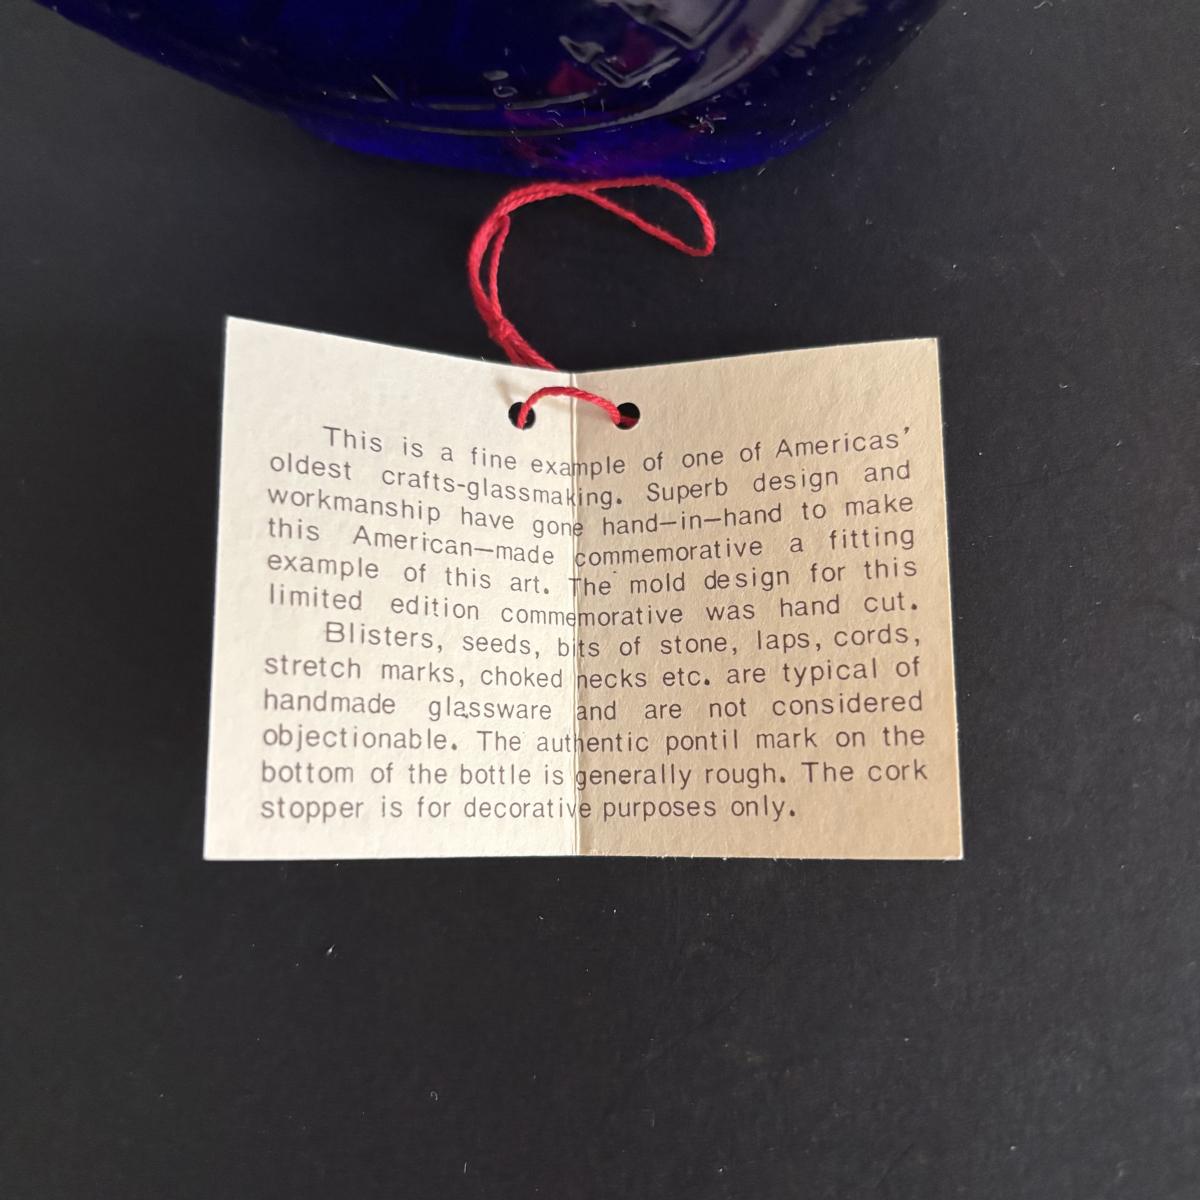 This is a fine example of one of Americas'
oldest crafts-glassmaking. Superb design and
workmanship have gone hand—in—hand to make
this American—made commemorative a fitting
example of this art. The mold design for this
limited edition commemorative was hand cut.
Blisters, seeds, bits of stone, laps, cords,
stretch marks, choked necks etc. are typical of
handmade glassware and are not considered
objectionable. The authentic pontil mark on the
bottom of the bottle is generally rough. The cork
stopper is for decorative purposes only.